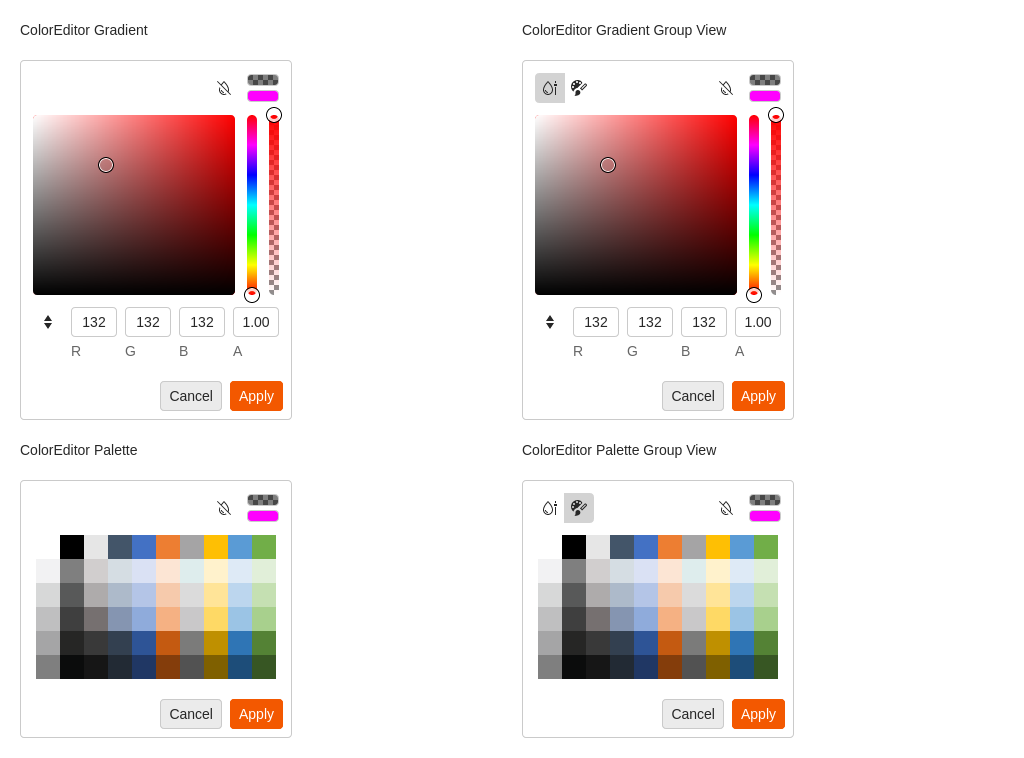 ColorEditor Gradient
132 132 132 1.00
R G B A
Cancel Apply
ColorEditor Gradient Group View
132 132 132 1.00
R G B A
Cancel Apply
ColorEditor Palette
Cancel Apply
ColorEditor Palette Group View
Cancel Apply